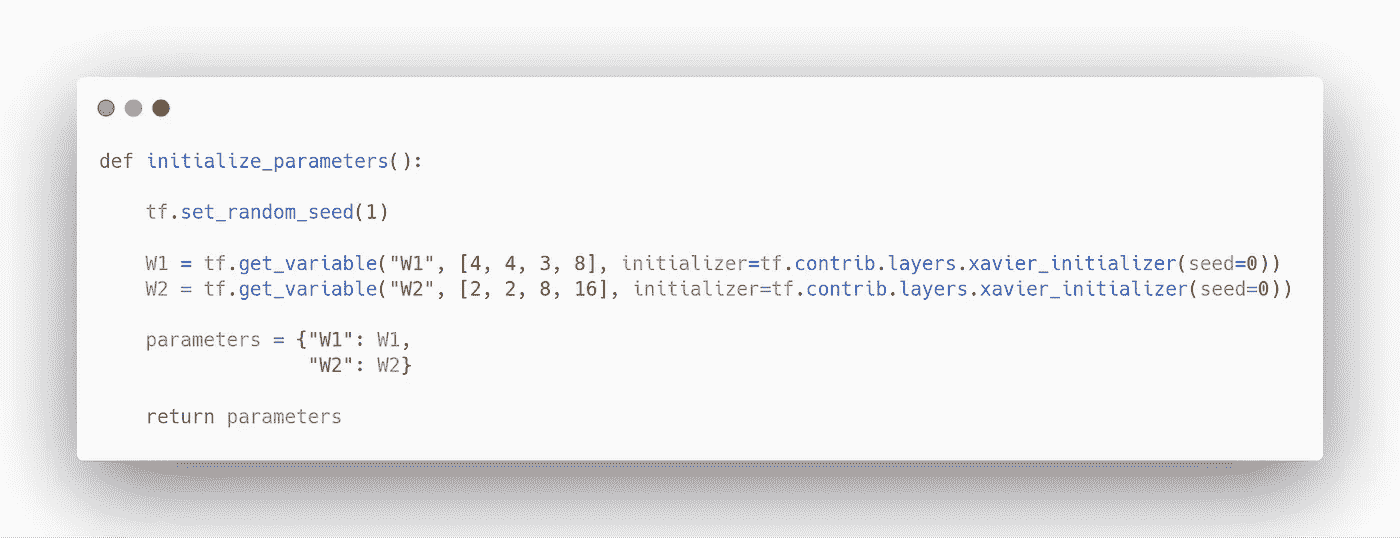 def initialize_parameters():
tf.set_random_seed(1)
W1 = tf.get_variable("W1", [4, 4, 3, 8], initializer=tf.contrib.layers.xavier_initializer(seed=0))
W2 = tf.get_variable("W2", [2, 2, 8, 16], initializer=tf.contrib.layers.xavier_initializer(seed=0))
parameters = {"W1": W1,
"W2": W2}
return parameters